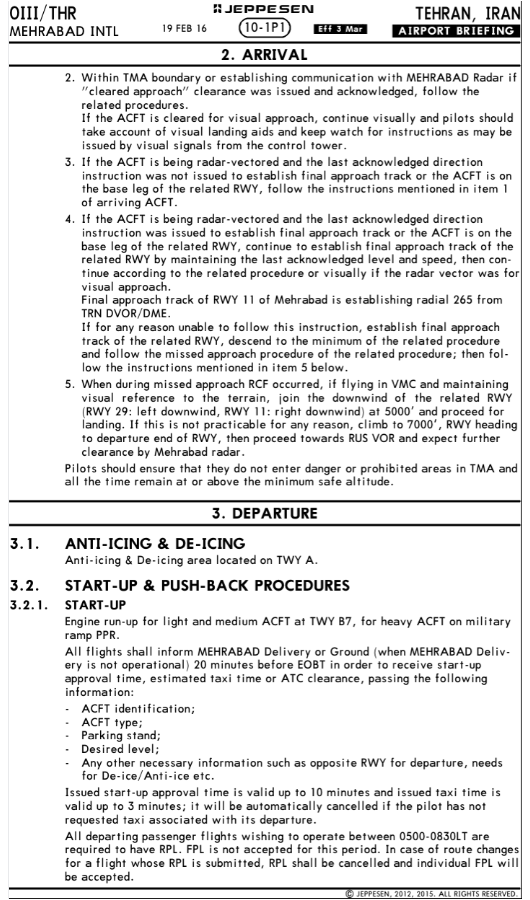 OIII/THR
JEPPESEN
TEHRAN, IRAN
MEHRABAD INTL
19 FEB 16
10-1P1
Eff 3 Mar
AIRPORT BRIEFING
2. ARRIVAL
2. Within TMA boundary or establishing communication with MEHRABAD Radar if
"cleared approach" clearance was issued and acknowledged, follow the
related procedures.
If the ACFT is cleared for visual approach, continue visually and pilots should
take account of visual landing aids and keep watch for instructions as may be
issued by visual signals from the control tower.
3. If the ACFT is being radar-vectored and the last acknowledged direction
instruction was not issued to establish final approach track or the ACFT is on
the base leg of the related RWY, follow the instructions mentioned in item 1
of arriving ACFT.
4. If the ACFT is being radar-vectored and the last acknowledged direction
instruction was issued to establish final approach track or the ACFT is on the
base leg of the related RWY, continue to establish final approach track of the
related RWY by maintaining the last acknowledged level and speed, then con-
tinue according to the related procedure or visually if the radar vector was for
visual approach.
Final approach track of RWY 11 of Mehrabad is establishing radial 265 from
TRN DVOR/DME.
If for any reason unable to follow this instruction, establish final approach
track of the related RWY, descend to the minimum of the related procedure
and follow the missed approach procedure of the related procedure; then fol-
low the instructions mentioned in item 5 below.
5. When during missed approach RCF occurred, if flying in VMC and maintaining
visual reference to the terrain, join the downwind of the related RWY
(RWY 29: left downwind, RWY 11: right downwind) at 5000' and proceed for
landing. If this is not practicable for any reason, climb to 7000', RWY heading
to departure end of RWY, then proceed towards RUS VOR and expect further
clearance by Mehrabad radar.
Pilots should ensure that they do not enter danger or prohibited areas in TMA and
all the time remain at or above the minimum safe altitude.
3. DEPARTURE
3.1. ANTI-ICING & DE-ICING
Anti-icing & De-icing area located on TWY A.
3.2. START-UP & PUSH-BACK PROCEDURES
3.2.1. START-UP
Engine run-up for light and medium ACFT at TWY B7, for heavy ACFT on military
ramp PPR.
All flights shall inform MEHRABAD Delivery or Ground (when MEHRABAD Deliv-
ery is not operational) 20 minutes before EOBT in order to receive start-up
approval time, estimated taxi time or ATC clearance, passing the following
information:
- ACFT identification;
- ACFT type;
- Parking stand;
- Desired level;
- Any other necessary information such as opposite RWY for departure, needs
for De-ice/Anti-ice etc.
Issued start-up approval time is valid up to 10 minutes and issued taxi time is
valid up to 3 minutes; it will be automatically cancelled if the pilot has not
requested taxi associated with its departure.
All departing passenger flights wishing to operate between 0500-0830LT are
required to have RPL. FPL is not accepted for this period. In case of route changes
for a flight whose RPL is submitted, RPL shall be cancelled and individual FPL will
be accepted.
© JEPPESEN, 2012, 2015. ALL RIGHTS RESERVED.